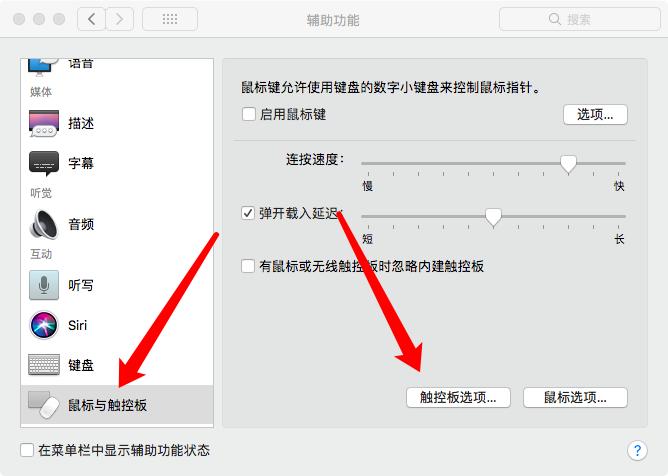 辅助功能
搜索
语音
媒体
描述
字幕
听觉
音频
互动
听写
Siri
键盘
鼠标与触控板
鼠标键允许使用键盘的数字小键盘来控制鼠标指针。
启用鼠标键
选项...
连按速度：
慢
快
弹开载入延迟：
短
长
有鼠标或无线触控板时忽略内建触控板
触控板选项...
鼠标选项...
在菜单栏中显示辅助功能状态
?